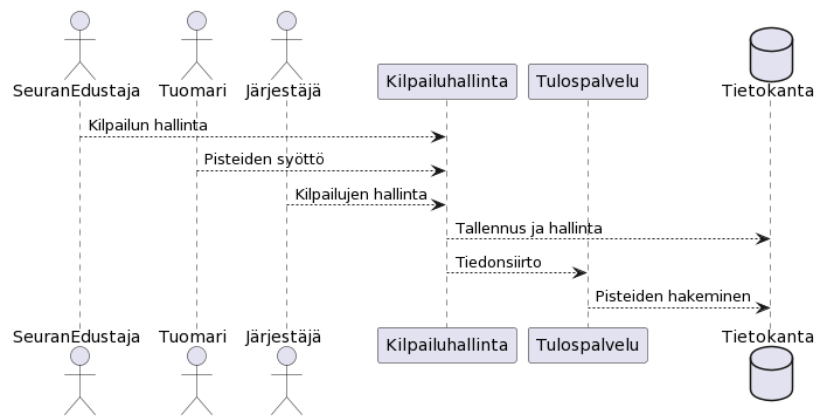 SeuranEdustaja Tuomari Järjestäjä Kilpailuhallinta Tulospalvelu Tietokanta
Kilpailun hallinta
Pisteiden syöttö
Kilpailujen hallinta
Tallennus ja hallinta
Tiedonsiirto
Pisteiden hakeminen
SeuranEdustaja Tuomari Järjestäjä Kilpailuhallinta Tulospalvelu Tietokanta